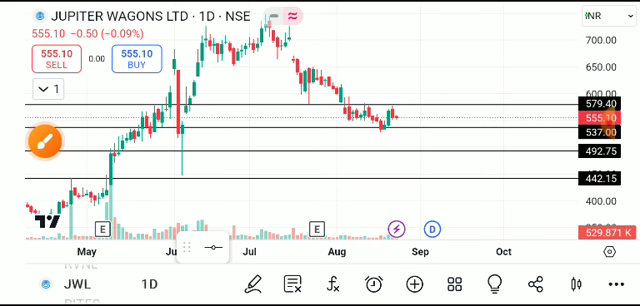 JUPITER WAGONS LTD · 1D · NSE
INR
555.10 −0.50 (−0.09%)
555.10 0.00 555.10
SELL BUY
1
700.00
650.00
600.00
579.40
555.10
537.00
492.75
442.15
400.00
529.871 K
E E D
May Jul Aug Sep Oct
RVNL
JWL 1D
RITES